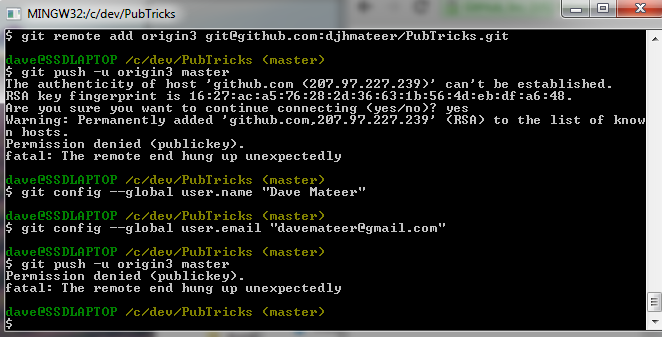 MINGW32:/c/dev/PubTricks
$ git remote add origin3 git@github.com:djhmateer/PubTricks.git
dave@SSDLAPTOP /c/dev/PubTricks (master)
$ git push -u origin3 master
The authenticity of host 'github.com (207.97.227.239)' can't be established.
RSA key fingerprint is 16:27:ac:a5:76:28:2d:36:63:1b:56:4d:eb:df:a6:48.
Are you sure you want to continue connecting (yes/no)? yes
Warning: Permanently added 'github.com,207.97.227.239' (RSA) to the list of know
n hosts.
Permission denied (publickey).
fatal: The remote end hung up unexpectedly
dave@SSDLAPTOP /c/dev/PubTricks (master)
$ git config --global user.name "Dave Mateer"
dave@SSDLAPTOP /c/dev/PubTricks (master)
$ git config --global user.email "davemateer@gmail.com"
dave@SSDLAPTOP /c/dev/PubTricks (master)
$ git push -u origin3 master
Permission denied (publickey).
fatal: The remote end hung up unexpectedly
dave@SSDLAPTOP /c/dev/PubTricks (master)
$